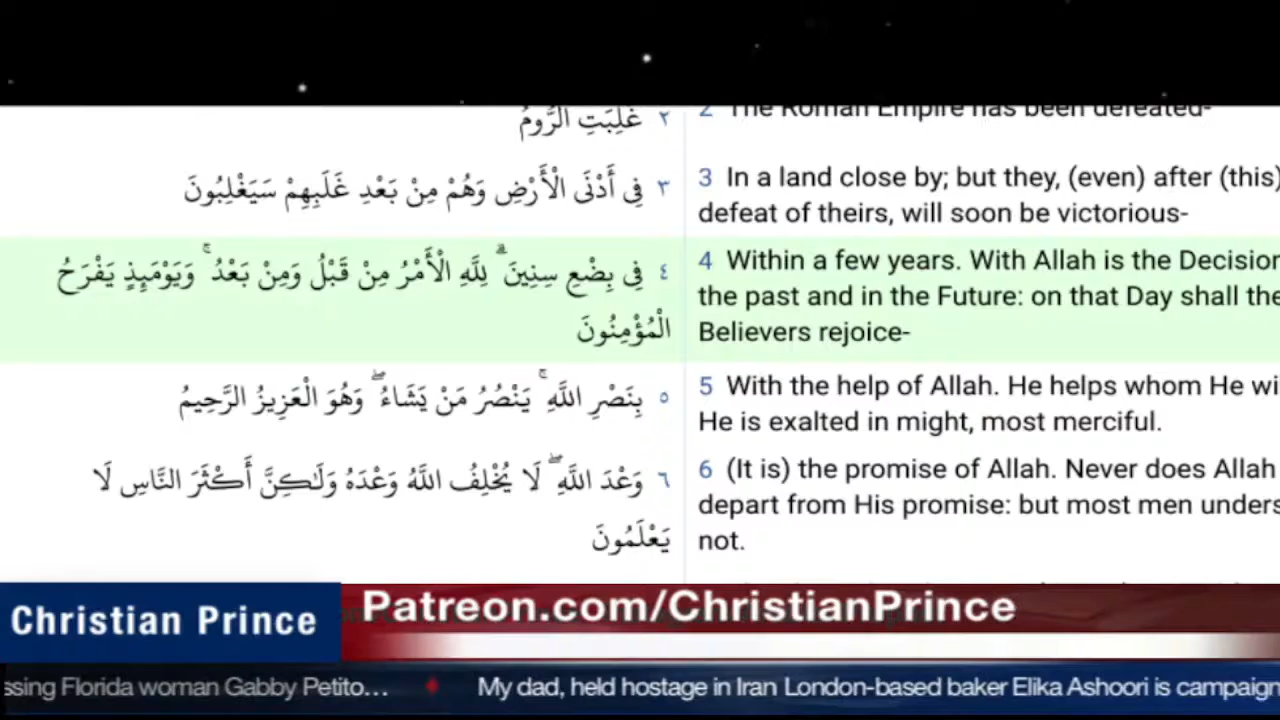 ٢ غُلِبَتِ الرُّومُ
2 The Roman Empire has been defeated-
٣ فِي أَدْنَى الْأَرْضِ وَهُمْ مِنْ بَعْدِ غَلَبِهِمْ سَيَغْلِبُونَ
3 In a land close by; but they, (even) after (this)
defeat of theirs, will soon be victorious-
٤ فِي بِضْعِ سِنِينَ ۗ لِلَّهِ الْأَمْرُ مِنْ قَبْلُ وَمِنْ بَعْدُ ۚ وَيَوْمَئِذٍ يَفْرَحُ
الْمُؤْمِنُونَ
4 Within a few years. With Allah is the Decision
the past and in the Future: on that Day shall the
Believers rejoice-
٥ بِنَصْرِ اللَّهِ ۚ يَنْصُرُ مَنْ يَشَاءُ ۖ وَهُوَ الْعَزِيزُ الرَّحِيمُ
5 With the help of Allah. He helps whom He wi
He is exalted in might, most merciful.
٦ وَعْدَ اللَّهِ ۖ لَا يُخْلِفُ اللَّهُ وَعْدَهُ وَلَٰكِنَّ أَكْثَرَ النَّاسِ لَا
يَعْلَمُونَ
6 (It is) the promise of Allah. Never does Allah
depart from His promise: but most men unders
not.
Christian Prince
Patreon.com/ChristianPrince
ssing Florida woman Gabby Petito... ♦ My dad, held hostage in Iran London-based baker Elika Ashoori is campaign